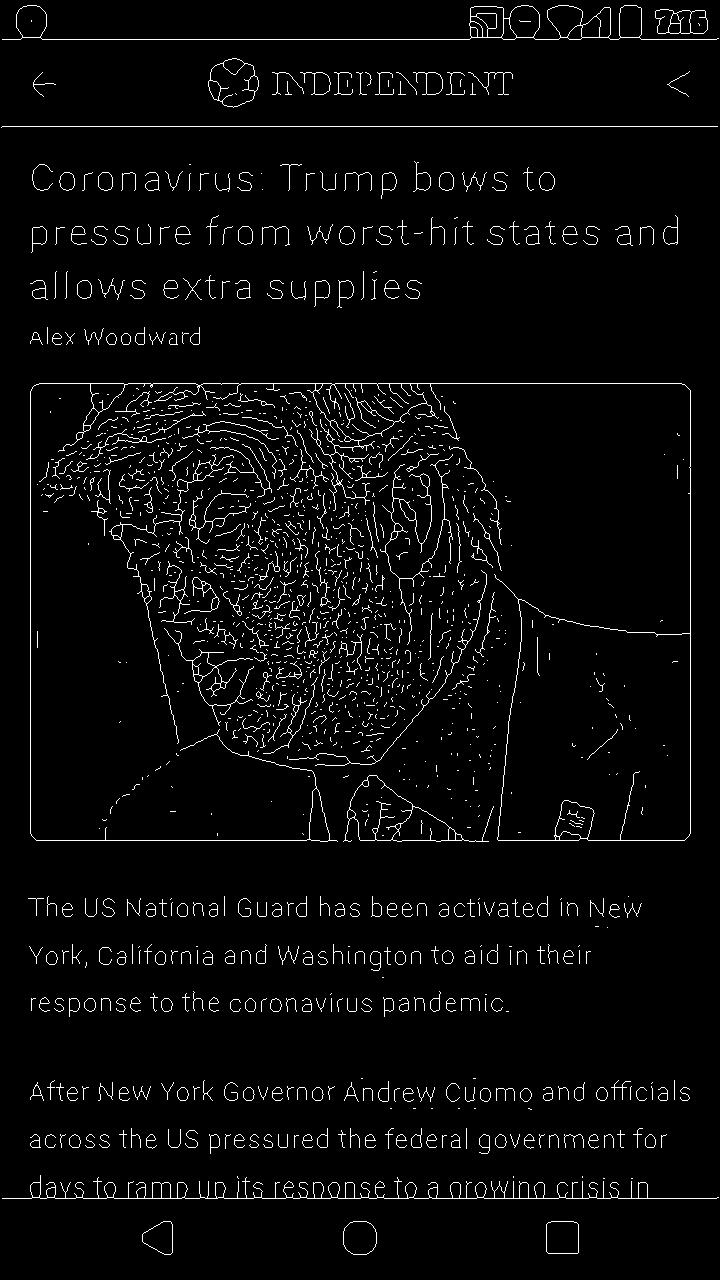 7:16
INDEPENDENT
Coronavirus: Trump bows to
pressure from worst-hit states and
allows extra supplies
Alex Woodward
The US National Guard has been activated in New
York, California and Washington to aid in their
response to the coronavirus pandemic.
After New York Governor Andrew Cuomo and officials
across the US pressured the federal government for
days to ramp up its response to a growing crisis in